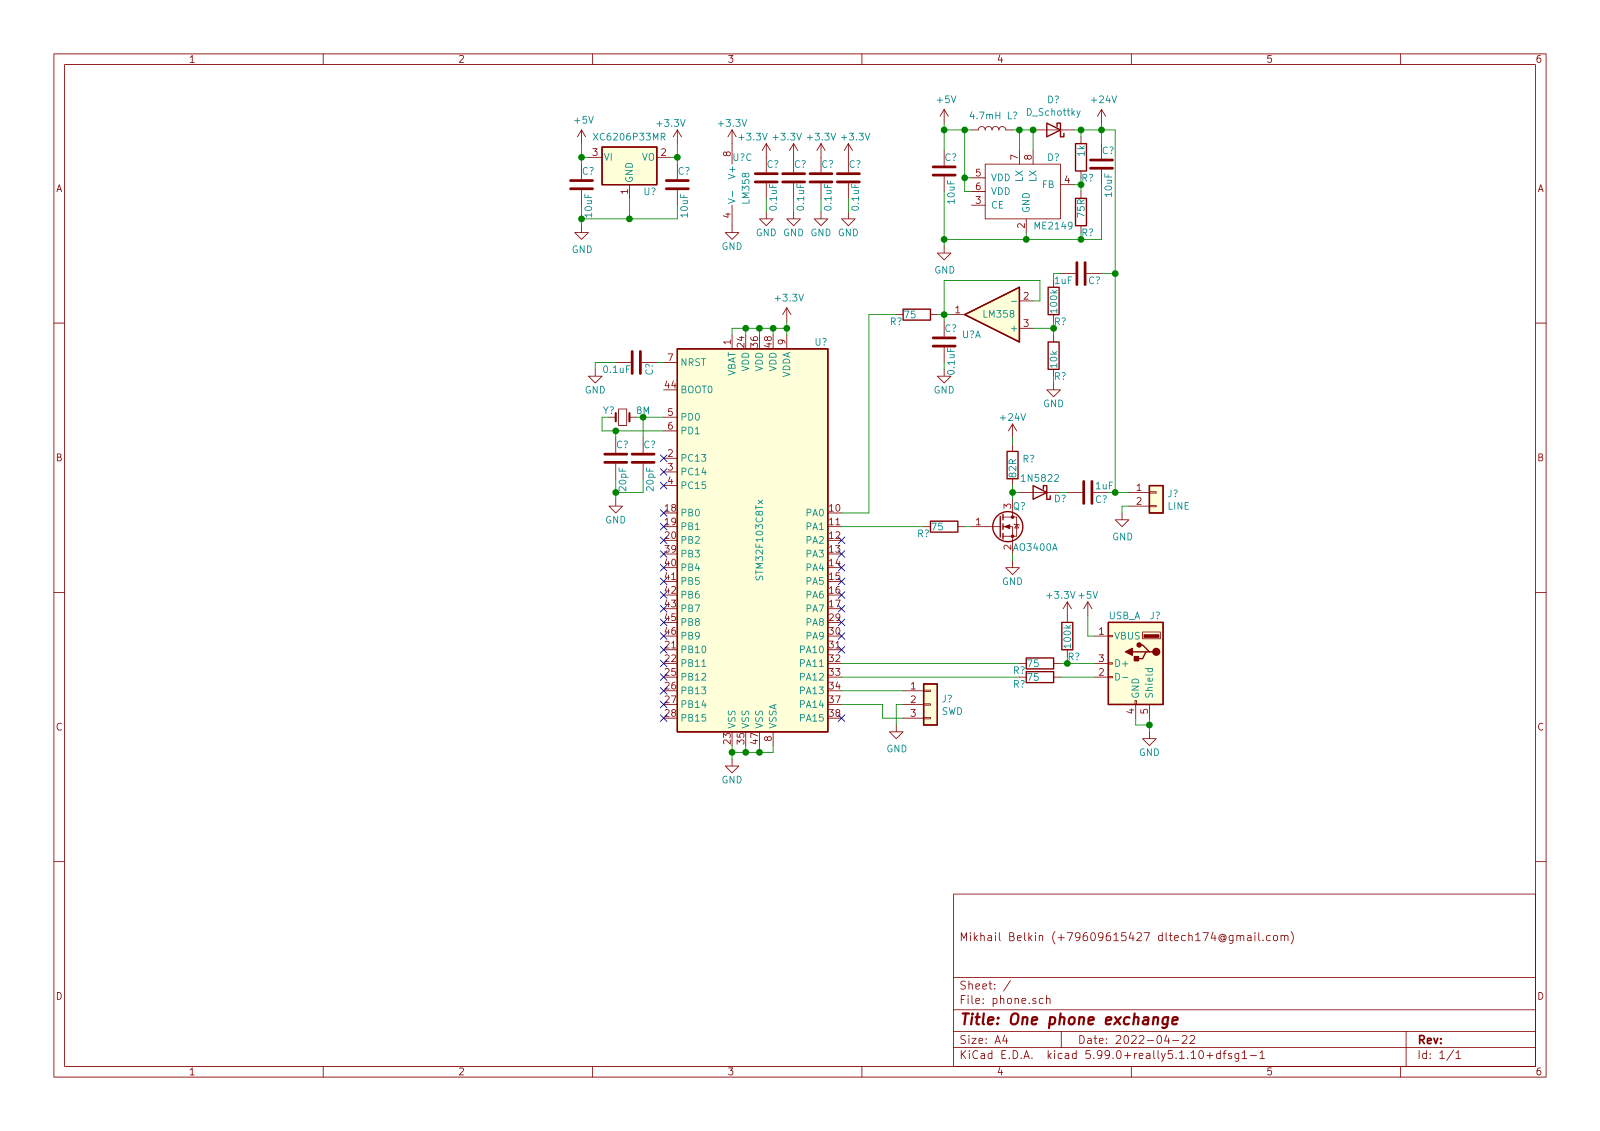 1 2 3 4 5 6
A A
B B
C C
D D
+5V
XC6206P33MR
+3.3V
3 VI VO 2
GND
1
U?
C?
10uF
C?
10uF
GND
+3.3V
8
U?C
V+
V-
LM358
4
GND
+3.3V +3.3V +3.3V +3.3V
C? C? C? C?
0.1uF 0.1uF 0.1uF 0.1uF
GND GND GND GND
+5V
4.7mH L?
D?
D_Schottky
+24V
C?
10uF
7 8
LX LX
D?
5 VDD
6 VDD
3 CE
FB 4
GND
2
ME2149
1k
R?
75R
R?
C?
10uF
GND
1uF C?
100k
R?
10k
R?
GND
2
-
3
+
LM358
1
U?A
75
R?
C?
0.1uF
GND
+3.3V
U?
1 24 36 48 9
VBAT VDD VDD VDD VDDA
0.1uF C?
GND
7 NRST
44 BOOT0
Y? 8M
5 PD0
6 PD1
C? C?
20pF 20pF
GND
2 PC13
3 PC14
4 PC15
18 PB0
19 PB1
20 PB2
39 PB3
40 PB4
41 PB5
42 PB6
43 PB7
45 PB8
46 PB9
21 PB10
22 PB11
25 PB12
26 PB13
27 PB14
28 PB15
STM32F103C8Tx
PA0 10
PA1 11
PA2 12
PA3 13
PA4 14
PA5 15
PA6 16
PA7 17
PA8 29
PA9 30
PA10 31
PA11 32
PA12 33
PA13 34
PA14 37
PA15 38
VSS VSS VSS VSSA
23 35 47 8
GND
+24V
82R
R?
1N5822
D?
1uF
C?
1
2
J?
LINE
GND
75
R?
1
3
Q?
2
AO3400A
GND
+3.3V +5V
100k
R?
75
R?
75
R?
USB_A J?
1 VBUS
3 D+
2 D-
GND Shield
4 5
GND
1
2
3
J?
SWD
GND
Mikhail Belkin (+79609615427 dltech174@gmail.com)
Sheet: /
File: phone.sch
Title: One phone exchange
Size: A4 Date: 2022-04-22 Rev:
KiCad E.D.A. kicad 5.99.0+really5.1.10+dfsg1-1 Id: 1/1
1 2 3 4 5 6